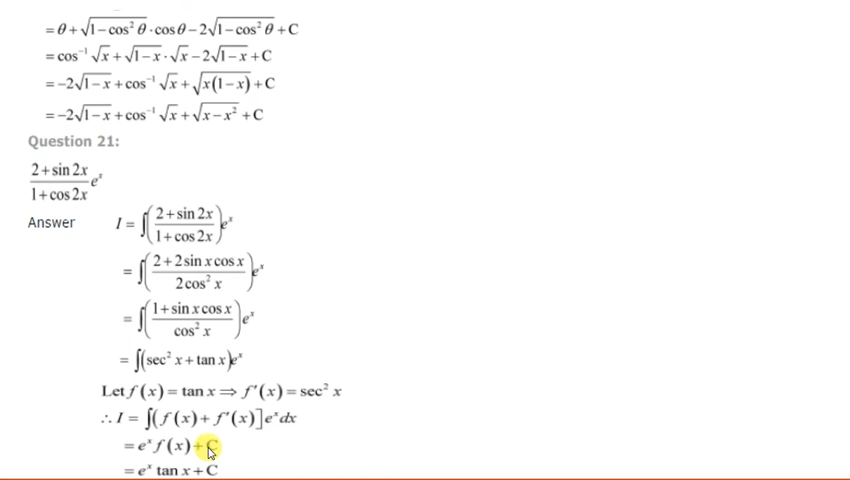 = θ + √(1−cos² θ) · cos θ − 2√(1−cos² θ) + C
= cos⁻¹ √x + √(1−x) · √x − 2√(1−x) + C
= −2√(1−x) + cos⁻¹ √x + √(x(1−x)) + C
= −2√(1−x) + cos⁻¹ √x + √(x−x²) + C
Question 21:
(2+sin 2x)/(1+cos 2x) eˣ
Answer
I = ∫((2+sin 2x)/(1+cos 2x)) eˣ
= ∫((2+2 sin x cos x)/(2 cos² x)) eˣ
= ∫((1+sin x cos x)/(cos² x)) eˣ
= ∫(sec² x + tan x) eˣ
Let f(x) = tan x ⇒ f′(x) = sec² x
∴ I = ∫(f(x) + f′(x)] eˣ dx
= eˣ f(x) + C
= eˣ tan x + C